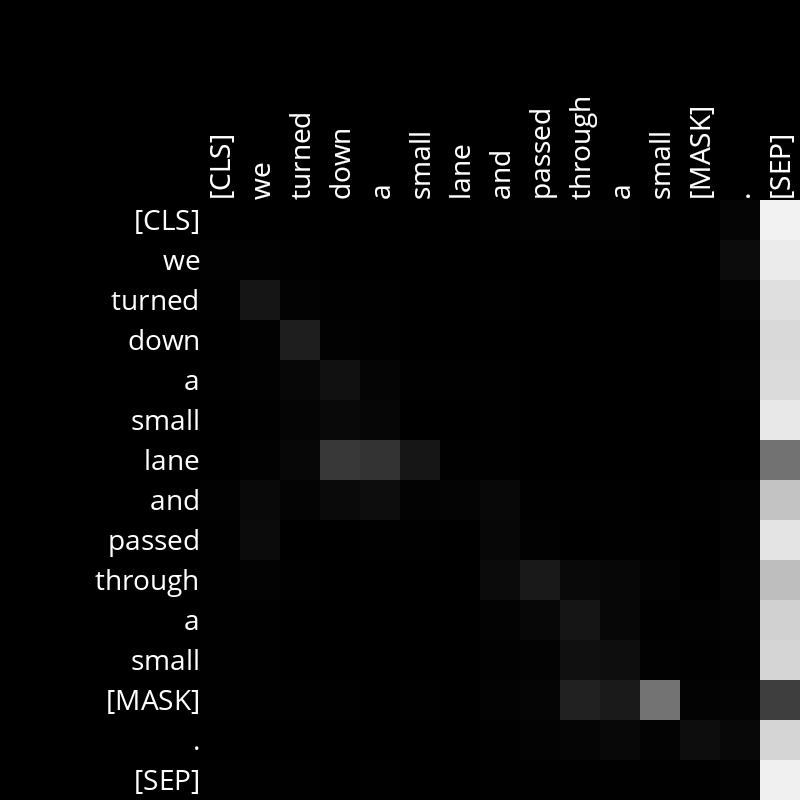 [CLS] we turned down a small lane and passed through a small [MASK] . [SEP]
[CLS]
we
turned
down
a
small
lane
and
passed
through
a
small
[MASK]
.
[SEP]